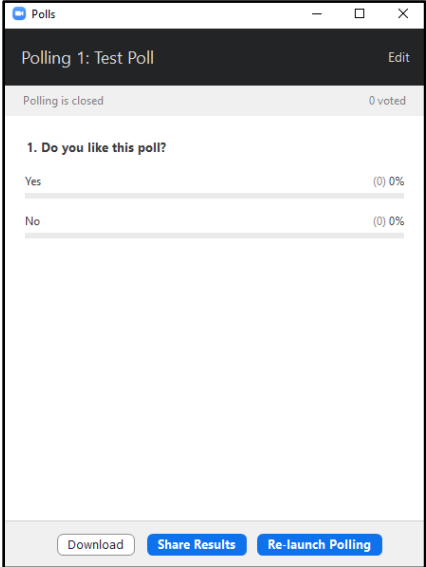 Polls
Polling 1: Test Poll Edit
Polling is closed 0 voted
1. Do you like this poll?
Yes (0) 0%
No (0) 0%
Download Share Results Re-launch Polling